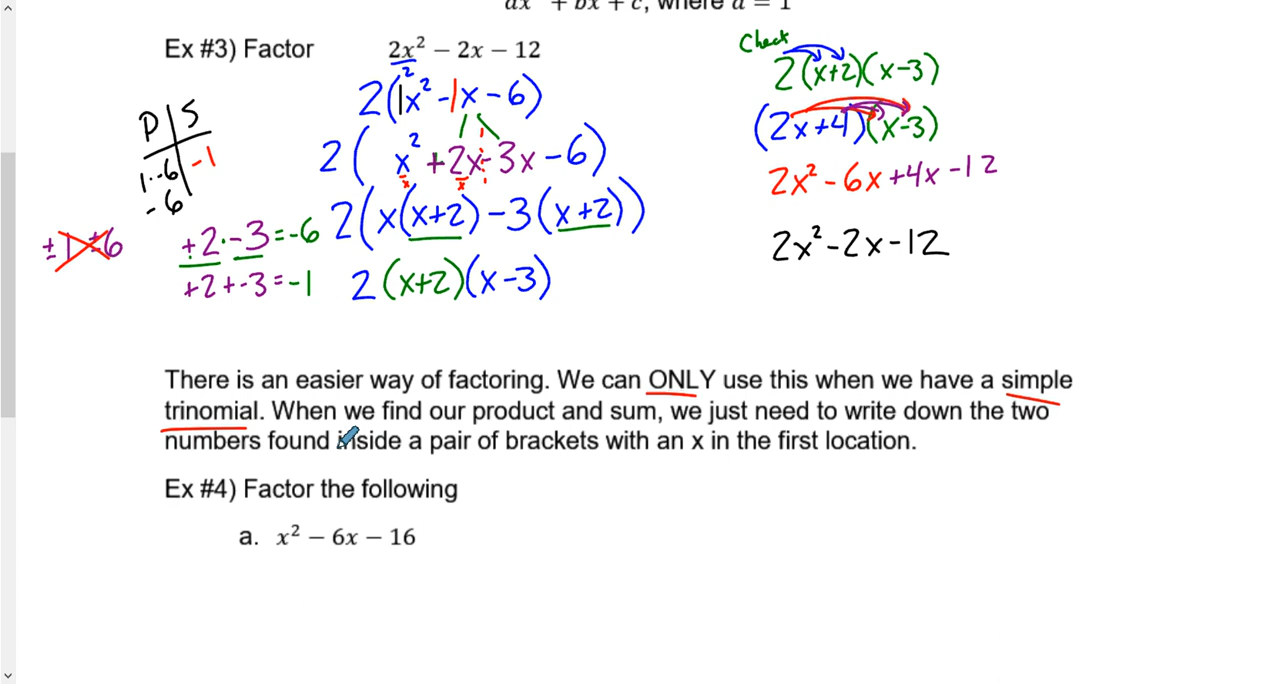 ax² + bx + c, where a = 1
Ex #3) Factor 2x² – 2x – 12
2
2(1x² - 1x - 6)
P | S
1·-6 | -1
-6
2( x² + 2x - 3x - 6)
x x
2(x(x+2) - 3(x+2))
±1 ±6
+2·-3 = -6
+2 + -3 = -1
2(x+2)(x-3)
Check
2(x+2)(x-3)
(2x+4)(x-3)
2x² - 6x + 4x - 12
2x² - 2x - 12
There is an easier way of factoring. We can ONLY use this when we have a simple
trinomial. When we find our product and sum, we just need to write down the two
numbers found inside a pair of brackets with an x in the first location.
Ex #4) Factor the following
a. x² – 6x – 16